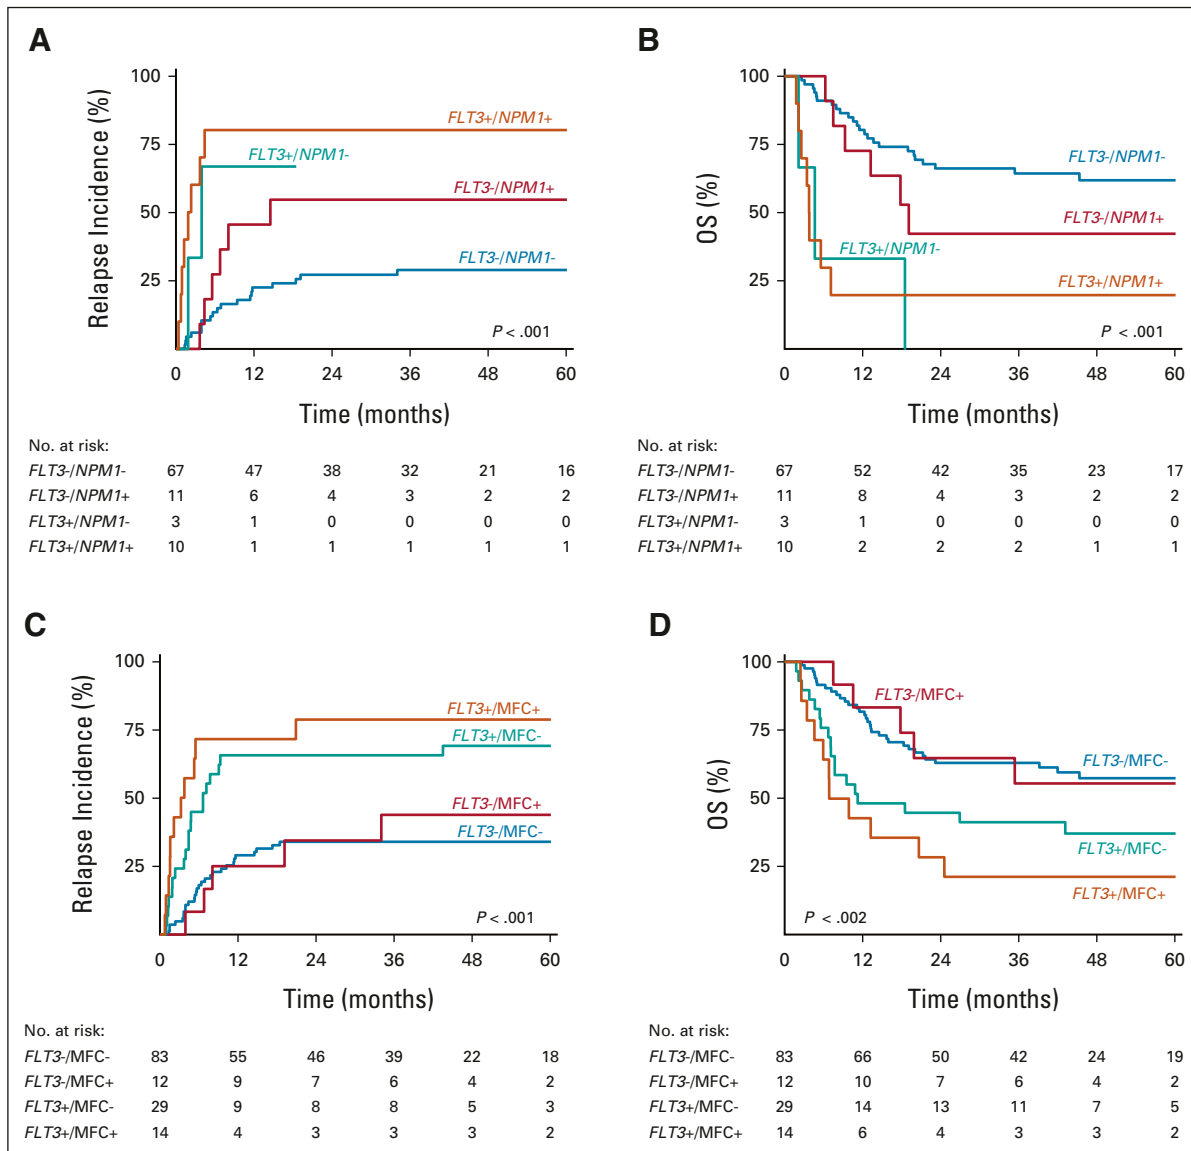 A
Relapse Incidence (%)
100
75
50
25
FLT3+/NPM1+
FLT3+/NPM1-
FLT3-/NPM1+
FLT3-/NPM1-
P < .001
0 12 24 36 48 60
Time (months)
No. at risk:
FLT3-/NPM1- 67 47 38 32 21 16
FLT3-/NPM1+ 11 6 4 3 2 2
FLT3+/NPM1- 3 1 0 0 0 0
FLT3+/NPM1+ 10 1 1 1 1 1
B
OS (%)
100
75
50
25
FLT3-/NPM1-
FLT3-/NPM1+
FLT3+/NPM1-
FLT3+/NPM1+
P < .001
0 12 24 36 48 60
Time (months)
No. at risk:
FLT3-/NPM1- 67 52 42 35 23 17
FLT3-/NPM1+ 11 8 4 3 2 2
FLT3+/NPM1- 3 1 0 0 0 0
FLT3+/NPM1+ 10 2 2 2 1 1
C
Relapse Incidence (%)
100
75
50
25
FLT3+/MFC+
FLT3+/MFC-
FLT3-/MFC+
FLT3-/MFC-
P < .001
0 12 24 36 48 60
Time (months)
No. at risk:
FLT3-/MFC- 83 55 46 39 22 18
FLT3-/MFC+ 12 9 7 6 4 2
FLT3+/MFC- 29 9 8 8 5 3
FLT3+/MFC+ 14 4 3 3 3 2
D
OS (%)
100
75
50
25
FLT3-/MFC+
FLT3-/MFC-
FLT3+/MFC-
FLT3+/MFC+
P < .002
0 12 24 36 48 60
Time (months)
No. at risk:
FLT3-/MFC- 83 66 50 42 24 19
FLT3-/MFC+ 12 10 7 6 4 2
FLT3+/MFC- 29 14 13 11 7 5
FLT3+/MFC+ 14 6 4 3 3 2